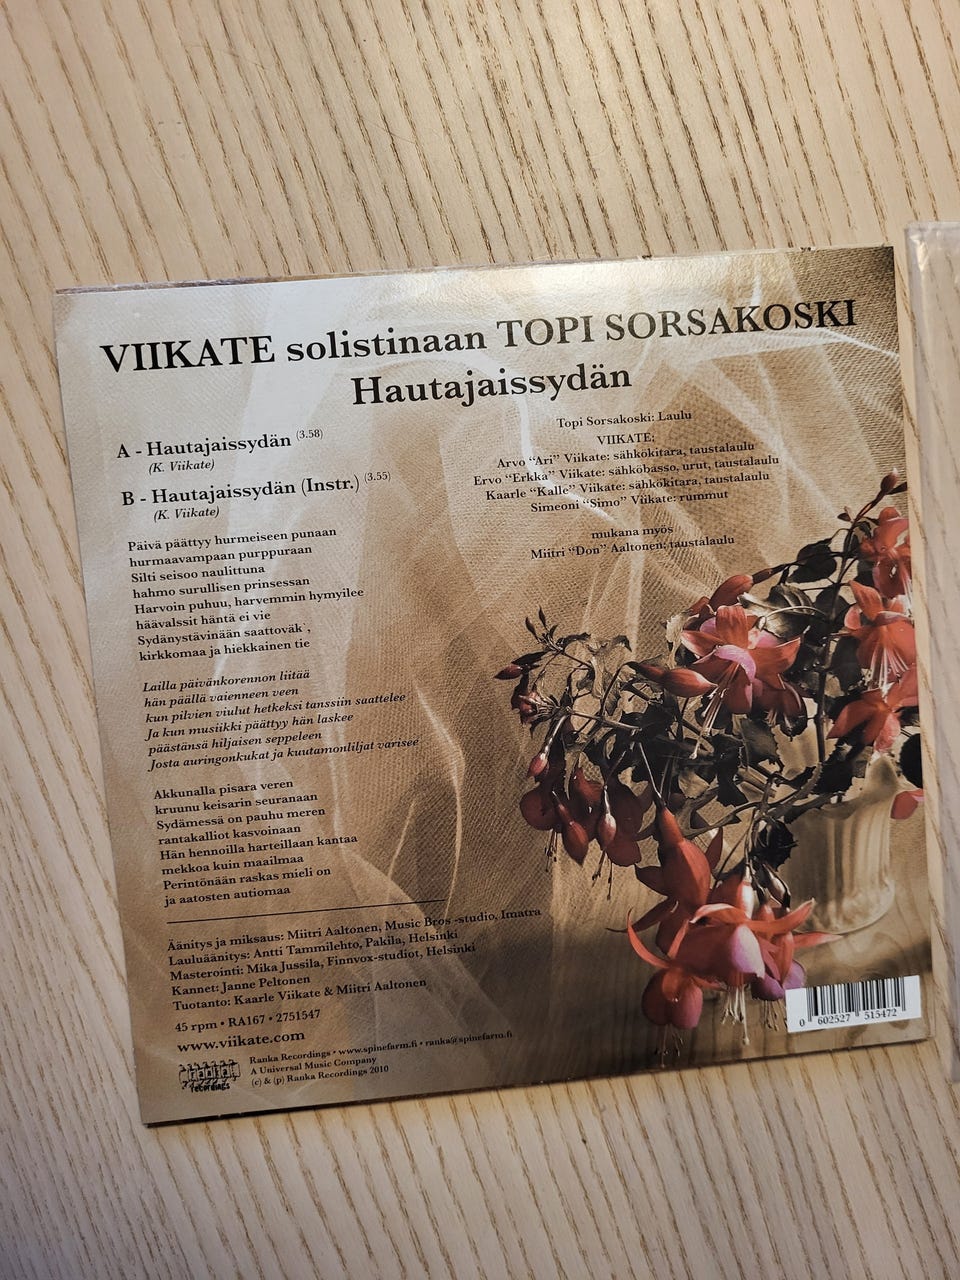 VIIKATE solistinaan TOPI SORSAKOSKI
Hautajaissydän
A - Hautajaissydän (3.58)
(K. Viikate)
B - Hautajaissydän (Instr.) (3.55)
(K. Viikate)
Päivä päättyy hurmeiseen punaan
hurmaavampaan purppuraan
Silti seisoo naulittuna
hahmo surullisen prinsessan
Harvoin puhuu, harvemmin hymyilee
häävalssit häntä ei vie
Sydänystävinään saattoväk`,
kirkkomaa ja hiekkainen tie
Lailla päivänkorennon liitää
hän päällä vaienneen veen
kun pilvien viulut hetkeksi tanssiin saattelee
Ja kun musiikki päättyy hän laskee
päästänsä hiljaisen seppeleen
Josta auringonkukat ja kuutamonliljat varisee
Akkunalla pisara veren
kruunu keisarin seuranaan
Sydämessä on pauhu meren
rantakalliot kasvoinaan
Hän hennoilla harteillaan kantaa
mekkoa kuin maailmaa
Perintönään raskas mieli on
ja aatosten autiomaa
Topi Sorsakoski: Laulu
VIIKATE;
Arvo "Ari" Viikate: sähkökitara, taustalaulu
Ervo "Erkka" Viikate: sähköbasso, urut, taustalaulu
Kaarle "Kalle" Viikate: sähkökitara, taustalaulu
Simeoni "Simo" Viikate: rummut
mukana myös
Miitri "Don" Aaltonen; taustalaulu
Äänitys ja miksaus: Miitri Aaltonen, Music Bros -studio, Imatra
Lauluäänitys: Antti Tammilehto, Pakila, Helsinki
Masterointi: Mika Jussila, Finnvox-studiot, Helsinki
Kannet: Janne Peltonen
Tuotanto: Kaarle Viikate & Miitri Aaltonen
45 rpm • RA167 • 2751547
www.viikate.com
ranka recordings
Ranka Recordings • www.spinefarm.fi • ranka@spinefarm.fi
A Universal Music Company
(c) & (p) Ranka Recordings 2010
0 602527 515472